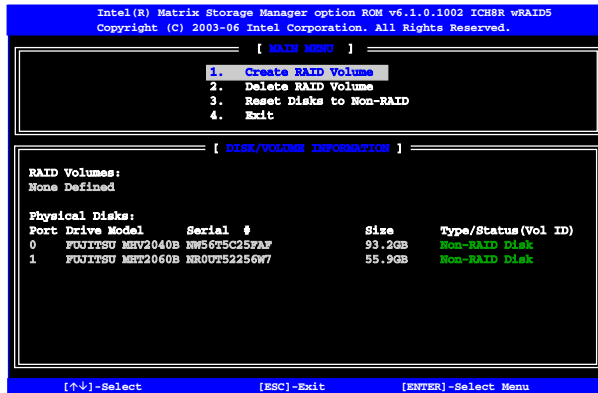 Intel(R) Matrix Storage Manager option ROM v6.1.0.1002 ICH8R wRAID5
Copyright (C) 2003-06 Intel Corporation. All Rights Reserved.
[ MAIN MENU ]
1. Create RAID Volume
2. Delete RAID Volume
3. Reset Disks to Non-RAID
4. Exit
[ DISK/VOLUME INFORMATION ]
RAID Volumes:
None Defined
Physical Disks:
Port Drive Model Serial # Size Type/Status(Vol ID)
0 FUJITSU MHV2040B NW56T5C25FAF 93.2GB Non-RAID Disk
1 FUJITSU MHT2060B NR0UT52256W7 55.9GB Non-RAID Disk
[↑↓]-Select [ESC]-Exit [ENTER]-Select Menu